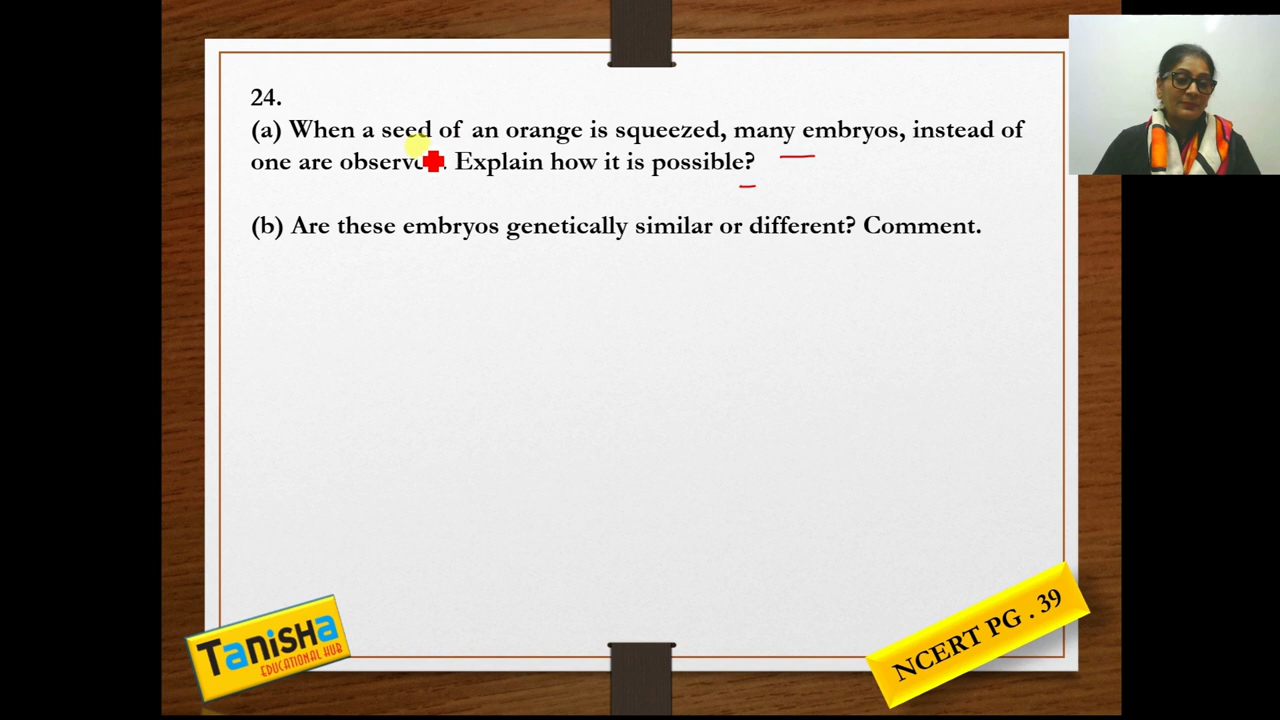 24.
(a) When a seed of an orange is squeezed, many embryos, instead of
one are observe. Explain how it is possible?
(b) Are these embryos genetically similar or different? Comment.
TaniSHa
EDUCATIONAL HUB
NCERT PG . 39